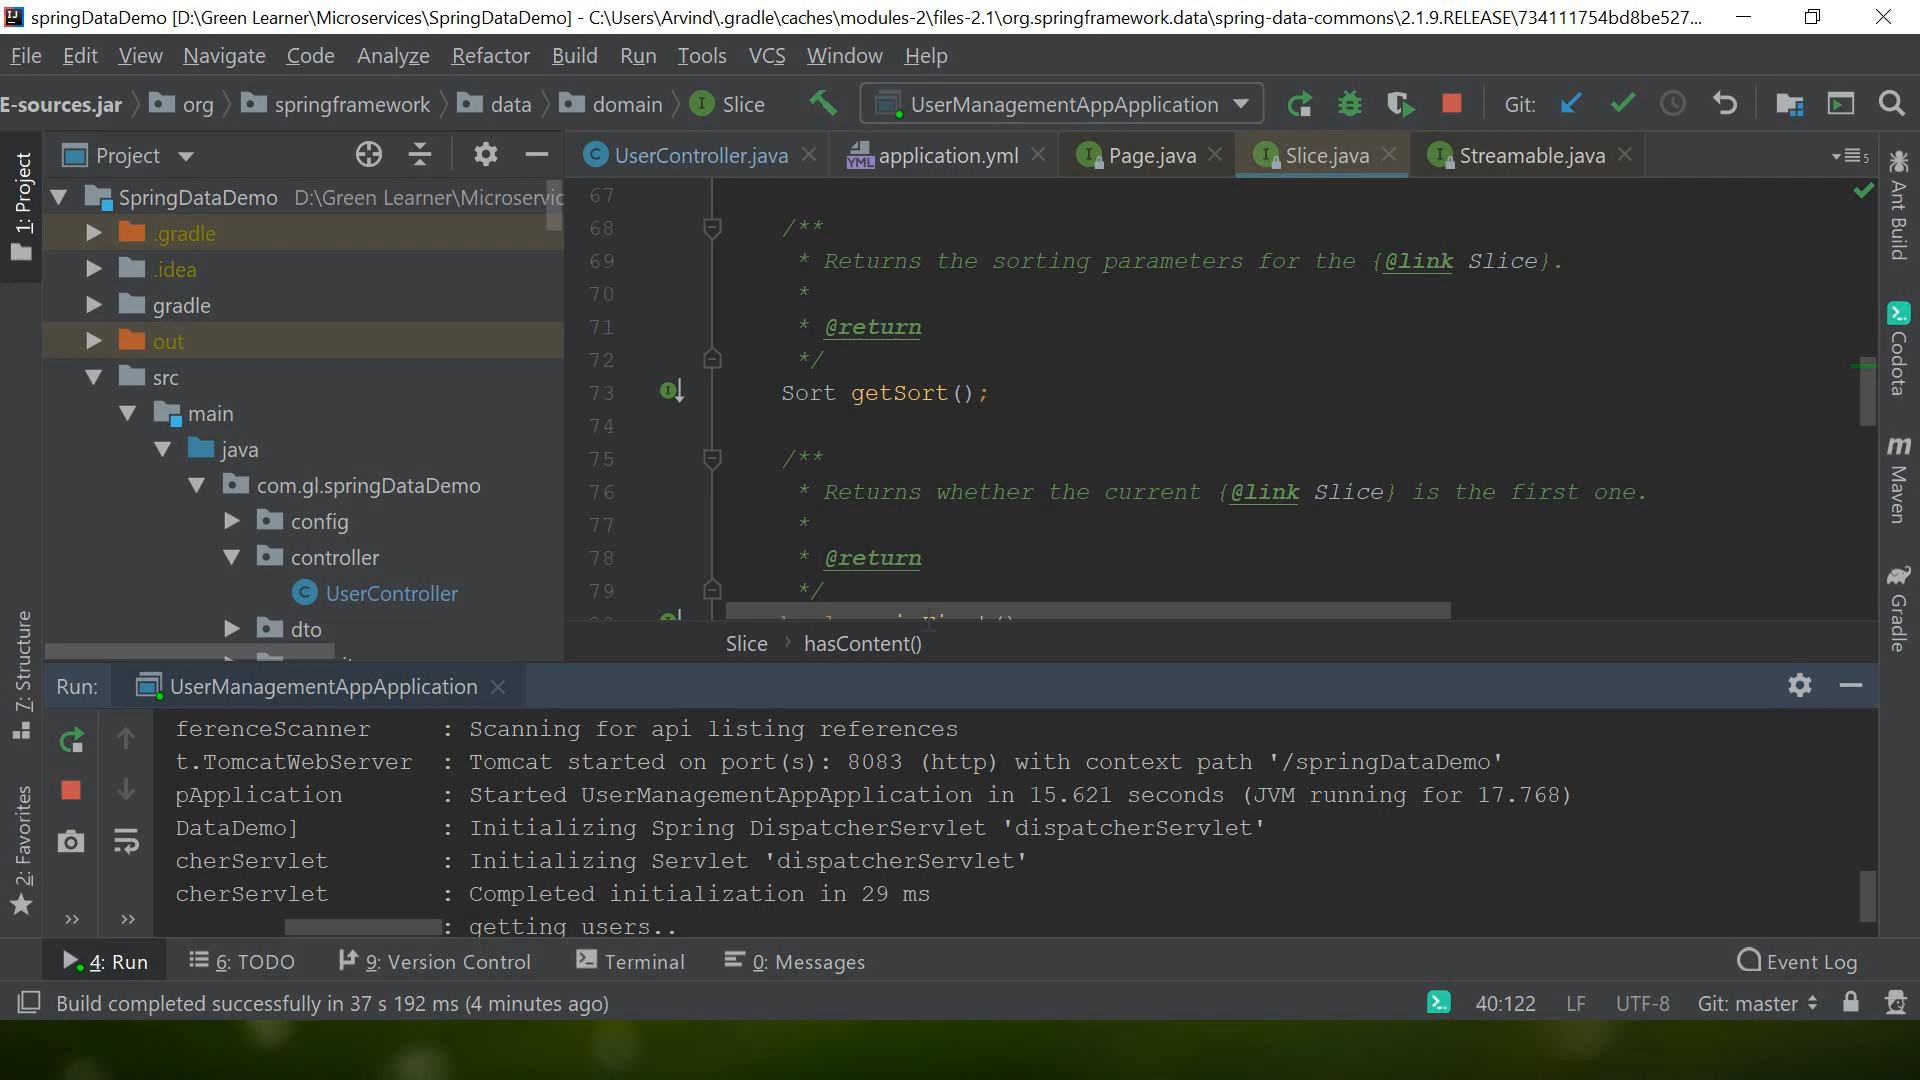 springDataDemo [D:\Green Learner\Microservices\SpringDataDemo] - C:\Users\Arvind\.gradle\caches\modules-2\files-2.1\org.springframework.data\spring-data-commons\2.1.9.RELEASE\734111754bd8be527...
File Edit View Navigate Code Analyze Refactor Build Run Tools VCS Window Help
E-sources.jar org springframework data domain Slice UserManagementAppApplication Git:
1: Project
Project
UserController.java application.yml Page.java Slice.java Streamable.java 5
SpringDataDemo D:\Green Learner\Microservic
.gradle
.idea
gradle
out
src
main
java
com.gl.springDataDemo
config
controller
UserController
dto
67
68 /**
69 * Returns the sorting parameters for the {@link Slice}.
70 *
71 * @return
72 */
73 Sort getSort();
74
75 /**
76 * Returns whether the current {@link Slice} is the first one.
77 *
78 * @return
79 */
Slice hasContent()
Ant Build
Codota
Maven
Gradle
7: Structure
2: Favorites
Run: UserManagementAppApplication
ferenceScanner : Scanning for api listing references
t.TomcatWebServer : Tomcat started on port(s): 8083 (http) with context path '/springDataDemo'
pApplication : Started UserManagementAppApplication in 15.621 seconds (JVM running for 17.768)
DataDemo] : Initializing Spring DispatcherServlet 'dispatcherServlet'
cherServlet : Initializing Servlet 'dispatcherServlet'
cherServlet : Completed initialization in 29 ms
: getting users..
4: Run 6: TODO 9: Version Control Terminal 0: Messages Event Log
Build completed successfully in 37 s 192 ms (4 minutes ago) 40:122 LF UTF-8 Git: master